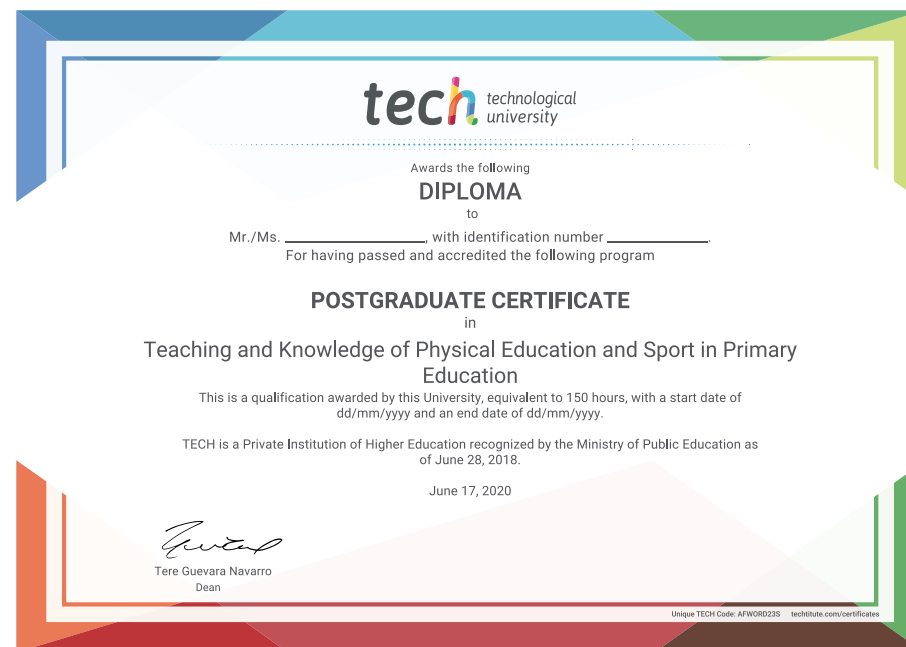 tech technological
university
Awards the following
DIPLOMA
to
Mr./Ms. ____________________, with identification number ______________.
For having passed and accredited the following program
POSTGRADUATE CERTIFICATE
in
Teaching and Knowledge of Physical Education and Sport in Primary
Education
This is a qualification awarded by this University, equivalent to 150 hours, with a start date of
dd/mm/yyyy and an end date of dd/mm/yyyy.
TECH is a Private Institution of Higher Education recognized by the Ministry of Public Education as
of June 28, 2018.
June 17, 2020
Tere Guevara Navarro
Dean
Unique TECH Code: AFWORD23S techtitute.com/certificates